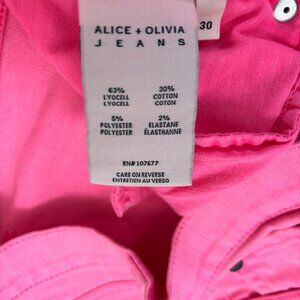 ALICE + OLIVIA
JEANS
30
63% 30%
LYOCELL COTTON
LYOCELL COTON
5% 2%
POLYESTER ELASTANE
POLYESTER ÉLASTHANNE
RN# 107677
CARE ON REVERSE
ENTRETIEN AU VERSO